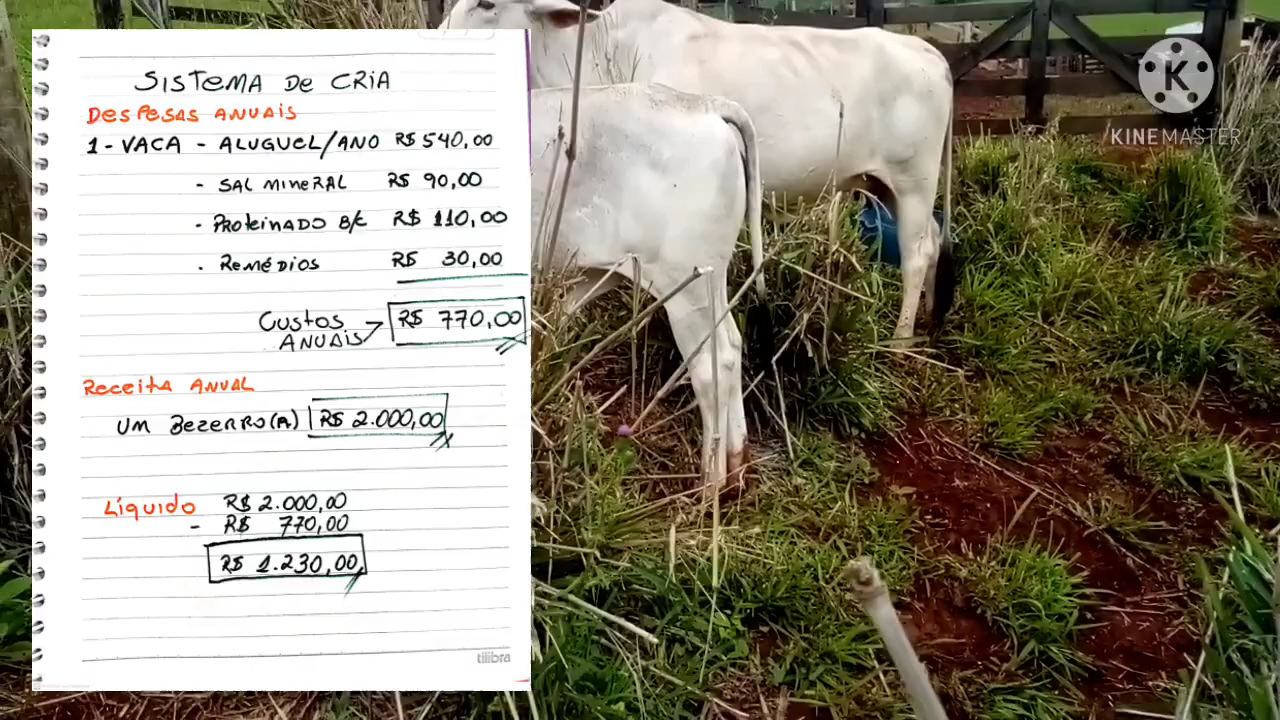 SISTEMA DE CRIA
DESPESAS ANUAIS
1 - VACA - ALUGUEL/ANO R$ 540,00
- SAL MINERAL R$ 90,00
- PROTEINADO B/C R$ 110,00
. REMÉDIOS R$ 30,00
CUSTOS ANUAIS R$ 770,00
RECEITA ANUAL
UM BEZERRO(A) R$ 2.000,00
LÍQUIDO R$ 2.000,00
- R$ 770,00
R$ 1.230,00
tilibra
K
KINEMASTER